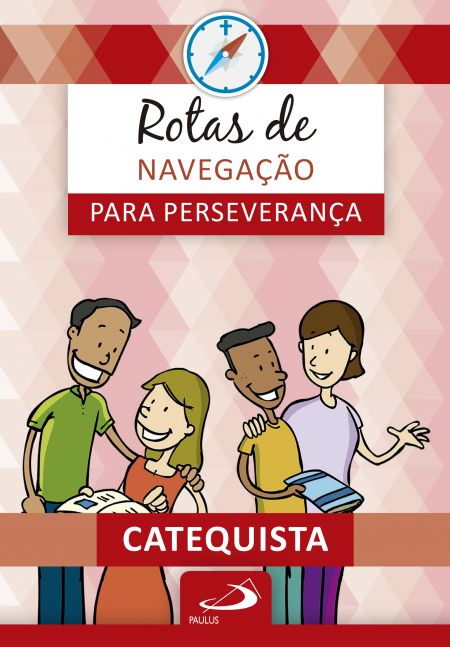 Rotas de
NAVEGAÇÃO
PARA PERSEVERANÇA
CATEQUISTA
PAULUS